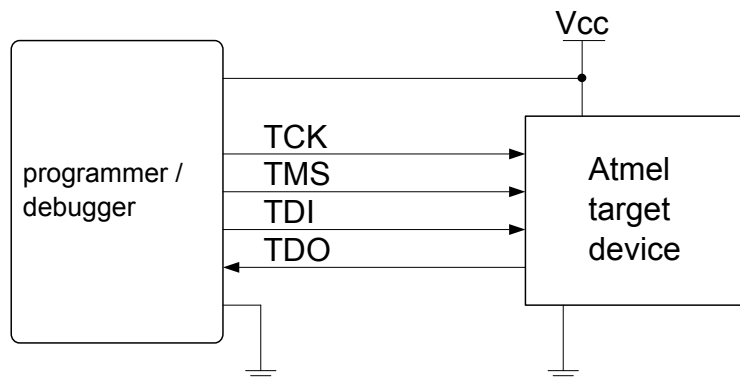 Vcc
programmer /
debugger
TCK
TMS
TDI
TDO
Atmel
target
device